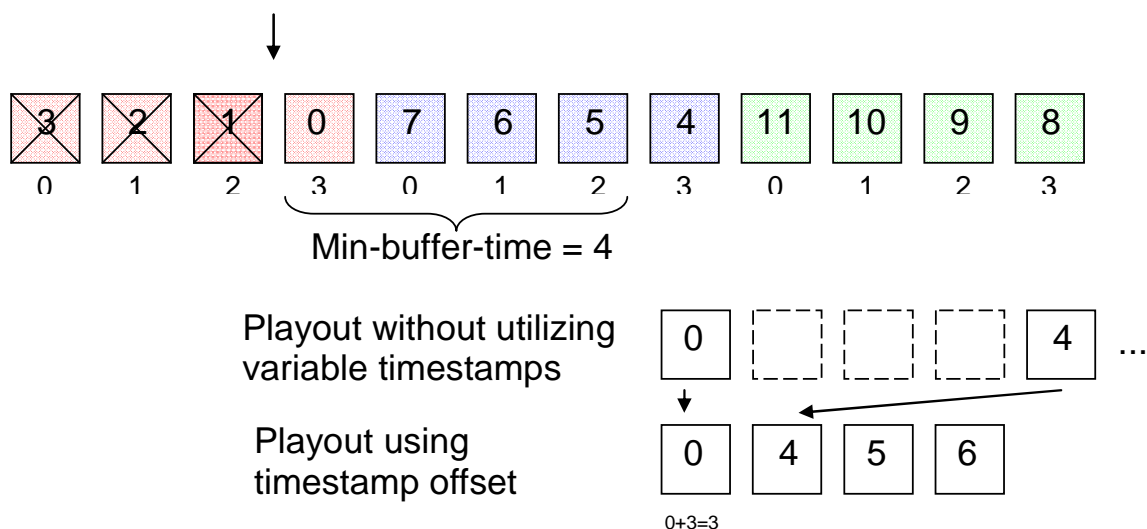 3 2 1 0 7 6 5 4 11 10 9 8
0 1 2 3 0 1 2 3 0 1 2 3
Min-buffer-time = 4
Playout without utilizing
variable timestamps
0 4 ...
Playout using
timestamp offset
0 4 5 6
0+3=3